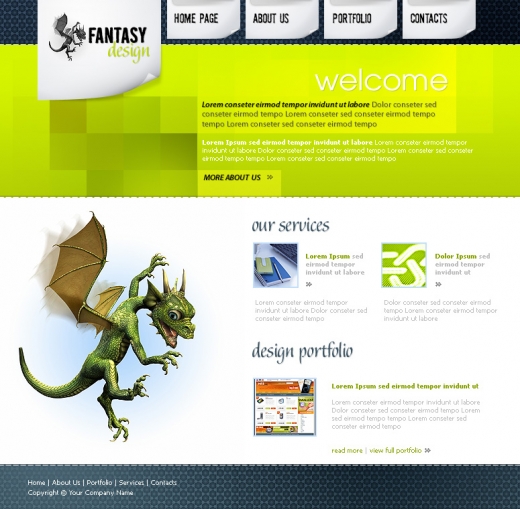 FANTASY
design
HOME PAGE
ABOUT US
PORTFOLIO
CONTACTS
welcome
Lorem conseter eirmod tempor invidunt ut labore Dolor conseter sed
conseter eirmod tempo Lorem conseter sed conseter eirmod
tempo Lorem conseter sed conseter eirmod tempo
Lorem Ipsum sed eirmod tempor invidunt ut labore Lorem conseter sed eirmod tempor
invidunt ut labore Dolor conseter sed conseter eirmod tempo Lorem conseter sed conseter
eirmod tempo tempo Lorem conseter sed conseter eirmod tempo
MORE ABOUT US »
our services
Lorem Ipsum sed
eirmod tempor
invidunt ut labore
»
Lorem conseter eirmod tempor
invidunt ut labore Dolor conseter sed
Dolor Ipsum sed
eirmod tempor
invidunt ut
»
Dolor conseter sed conseter eirmod
tempor invidunt ut labore
design portfolio
Lorem Ipsum sed eirmod tempor invidunt ut
Lorem conseter eirmod tempor invidunt ut labore
Dolor conseter sed conseter eirmod tempo Lorem
conseter sed conseter eirmod tempo Lorem
conseter sed conseter eirmod tempo
read more | view full portfolio »
Home | About Us | Portfolio | Services | Contacts
Copyright @ Your Company Name